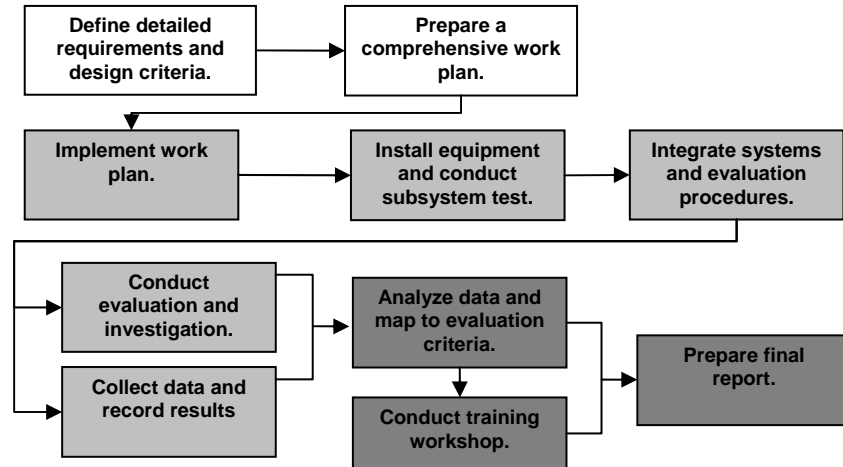 Define detailed
requirements and
design criteria.
Prepare a
comprehensive work
plan.
Implement work
plan.
Install equipment
and conduct
subsystem test.
Integrate systems
and evaluation
procedures.
Conduct
evaluation and
investigation.
Collect data and
record results
Analyze data and
map to evaluation
criteria.
Conduct training
workshop.
Prepare final
report.